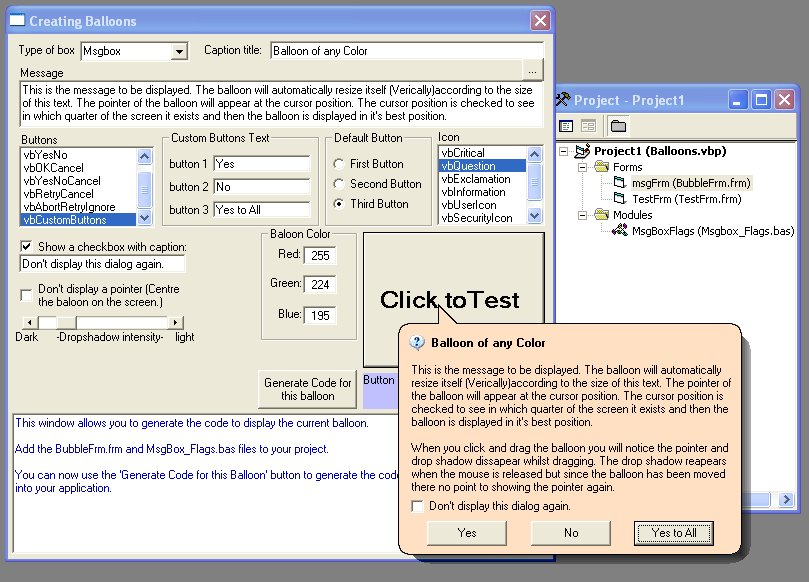 Creating Balloons
Type of box
Msgbox
Caption title:
Balloon of any Color
Message
...
This is the message to be displayed. The balloon will automatically resize itself (Verically)according to the size
of this text. The pointer of the balloon will appear at the cursor position. The cursor position is checked to see
in which quarter of the screen it exists and then the balloon is displayed in it's best position.
Buttons
vbYesNo
vbOKCancel
vbYesNoCancel
vbRetryCancel
vbAbortRetryIgnore
vbCustomButtons
Custom Buttons Text
button 1
Yes
button 2
No
button 3
Yes to All
Default Button
First Button
Second Button
Third Button
Icon
vbCritical
vbQuestion
vbExclamation
vbInformation
vbUserIcon
vbSecurityIcon
Show a checkbox with caption:
Don't display this dialog again.
Don't display a pointer (Centre
the baloon on the screen.)
Dark
-Dropshadow intensity-
light
Baloon Color
Red:
255
Green:
224
Blue:
195
Click to Test
Generate Code for
this balloon
Button
This window allows you to generate the code to display the current balloon.
Add the BubbleFrm.frm and MsgBox_Flags.bas files to your project.
You can now use the 'Generate Code for this Balloon' button to generate the code
into your application.
Project - Project1
Project1 (Balloons.vbp)
Forms
msgFrm (BubbleFrm.frm)
TestFrm (TestFrm.frm)
Modules
MsgBoxFlags (Msgbox_Flags.bas)
Balloon of any Color
This is the message to be displayed. The balloon will automatically
resize itself (Verically)according to the size of this text. The pointer of
the balloon will appear at the cursor position. The cursor position is
checked to see in which quarter of the screen it exists and then the
balloon is displayed in it's best position.
When you click and drag the balloon you will notice the pointer and
drop shadow dissapear whilst dragging. The drop shadow reapears
when the mouse is released but since the balloon has been moved
there no point to showing the pointer again.
Don't display this dialog again.
Yes
No
Yes to All